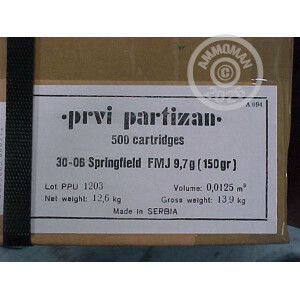 AMMOMAN
2020
A 094
·prvi partizan·
500 cartridges
30-06 Springfield FMJ 9,7g (150gr)
Lot PPU 1203 Volume: 0,0125 m³
Net weight: 12,6 kg Gross weight: 13,9 kg
Made in SERBIA